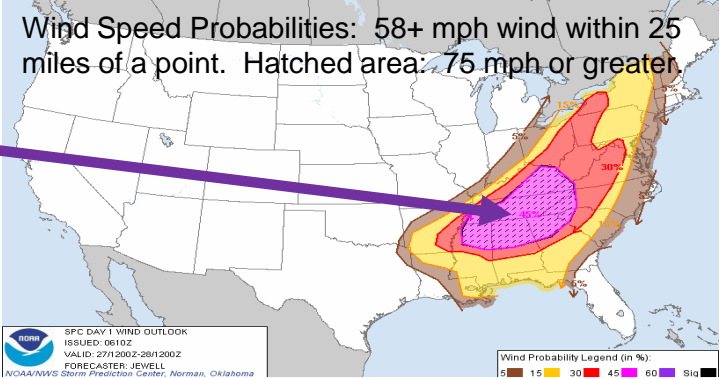 Wind Speed Probabilities: 58+ mph wind within 25
miles of a point. Hatched area: 75 mph or greater
5%
15%
5%
30%
45%
15%
5%
5%
NOAA
SPC DAY 1 WIND OUTLOOK
ISSUED: 0610Z
VALID: 27/1200Z-28/1200Z
FORECASTER: JEWELL
NOAA/NWS Storm Prediction Center, Norman, Oklahoma
Wind Probability Legend (in %):
5 15 30 45 60 Sig